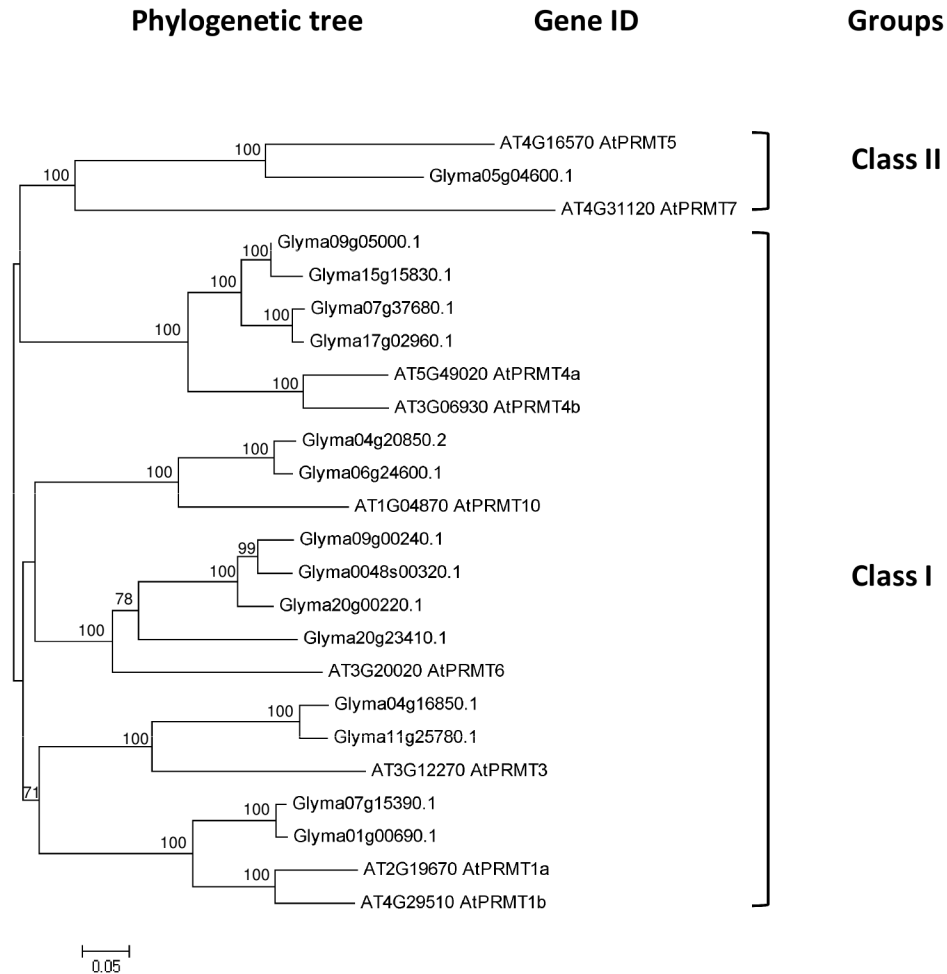 Phylogenetic tree Gene ID Groups
100 AT4G16570 AtPRMT5
Class II
100 Glyma05g04600.1
AT4G31120 AtPRMT7
100 Glyma09g05000.1
100 Glyma15g15830.1
100 Glyma07g37680.1
100 Glyma17g02960.1
100 AT5G49020 AtPRMT4a
AT3G06930 AtPRMT4b
100 Glyma04g20850.2
100 Glyma06g24600.1
AT1G04870 AtPRMT10
99 Glyma09g00240.1
100 Glyma0048s00320.1
Class I
78 Glyma20g00220.1
100 Glyma20g23410.1
AT3G20020 AtPRMT6
100 Glyma04g16850.1
100 Glyma11g25780.1
AT3G12270 AtPRMT3
71
100 Glyma07g15390.1
100 Glyma01g00690.1
100 AT2G19670 AtPRMT1a
AT4G29510 AtPRMT1b
0.05